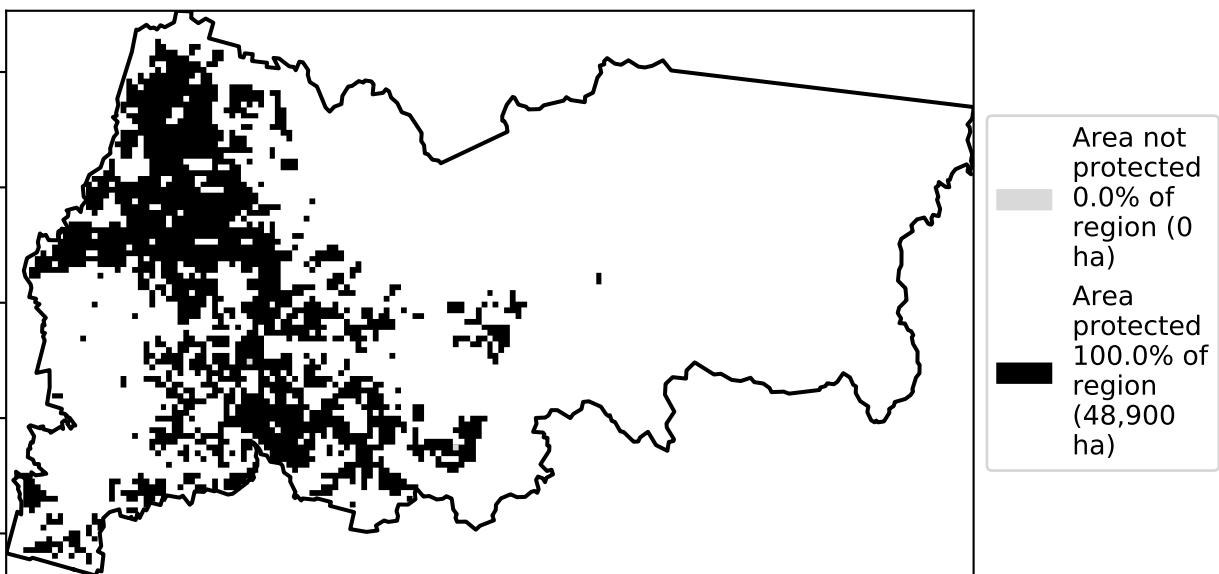 Area not
protected
0.0% of
region (0
ha)
Area
protected
100.0% of
region
(48,900
ha)